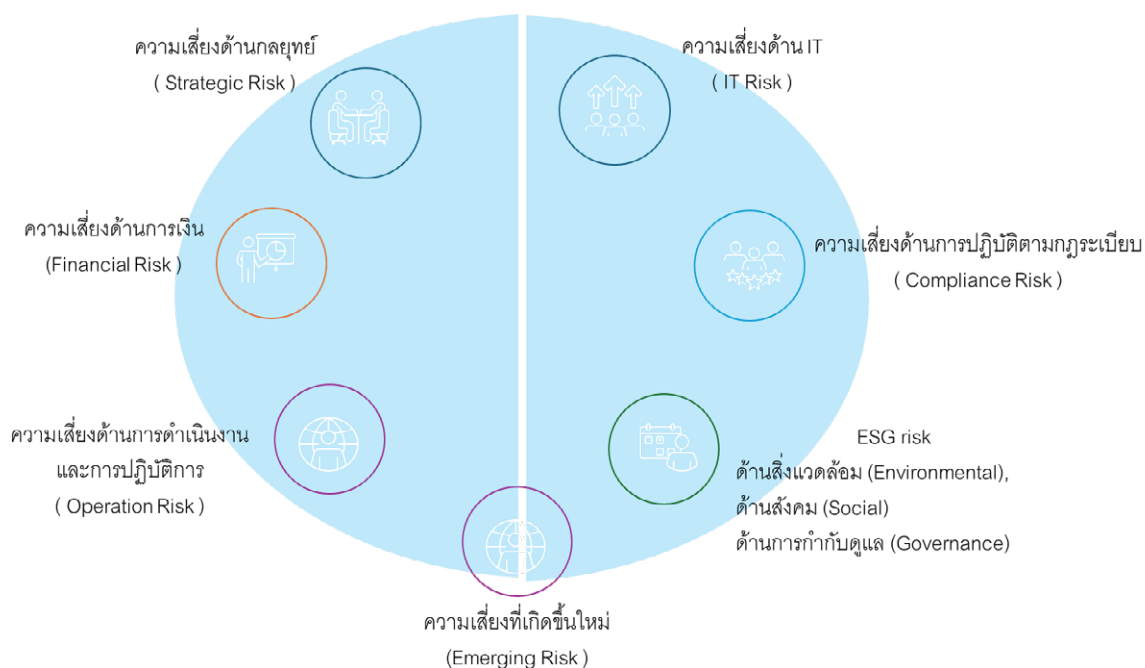 ความเสี่ยงด้านกลยุทย์
( Strategic Risk )
ความเสี่ยงด้าน IT
( IT Risk )
ความเสี่ยงด้านการเงิน
(Financial Risk )
ความเสี่ยงด้านการปฏิบัติตามกฎระเบียบ
( Compliance Risk )
ความเสี่ยงด้านการดำเนินงาน
และการปฏิบัติการ
( Operation Risk )
ESG risk
ด้านสิ่งแวดล้อม (Environmental),
ด้านสังคม (Social)
ด้านการกำกับดูแล (Governance)
ความเสี่ยงที่เกิดขึ้นใหม่
(Emerging Risk )